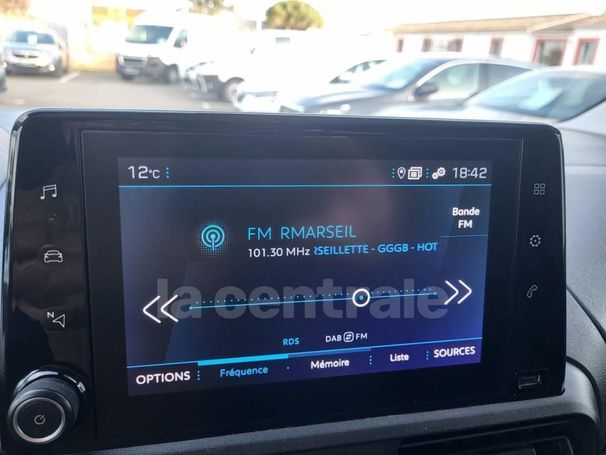 12°C
18:42
FM RMARSEIL
Bande
FM
101.30 MHz RSEILLETTE - GGGB - HOT
la centrale
RDS
DAB FM
OPTIONS
Fréquence
Mémoire
Liste
SOURCES
N